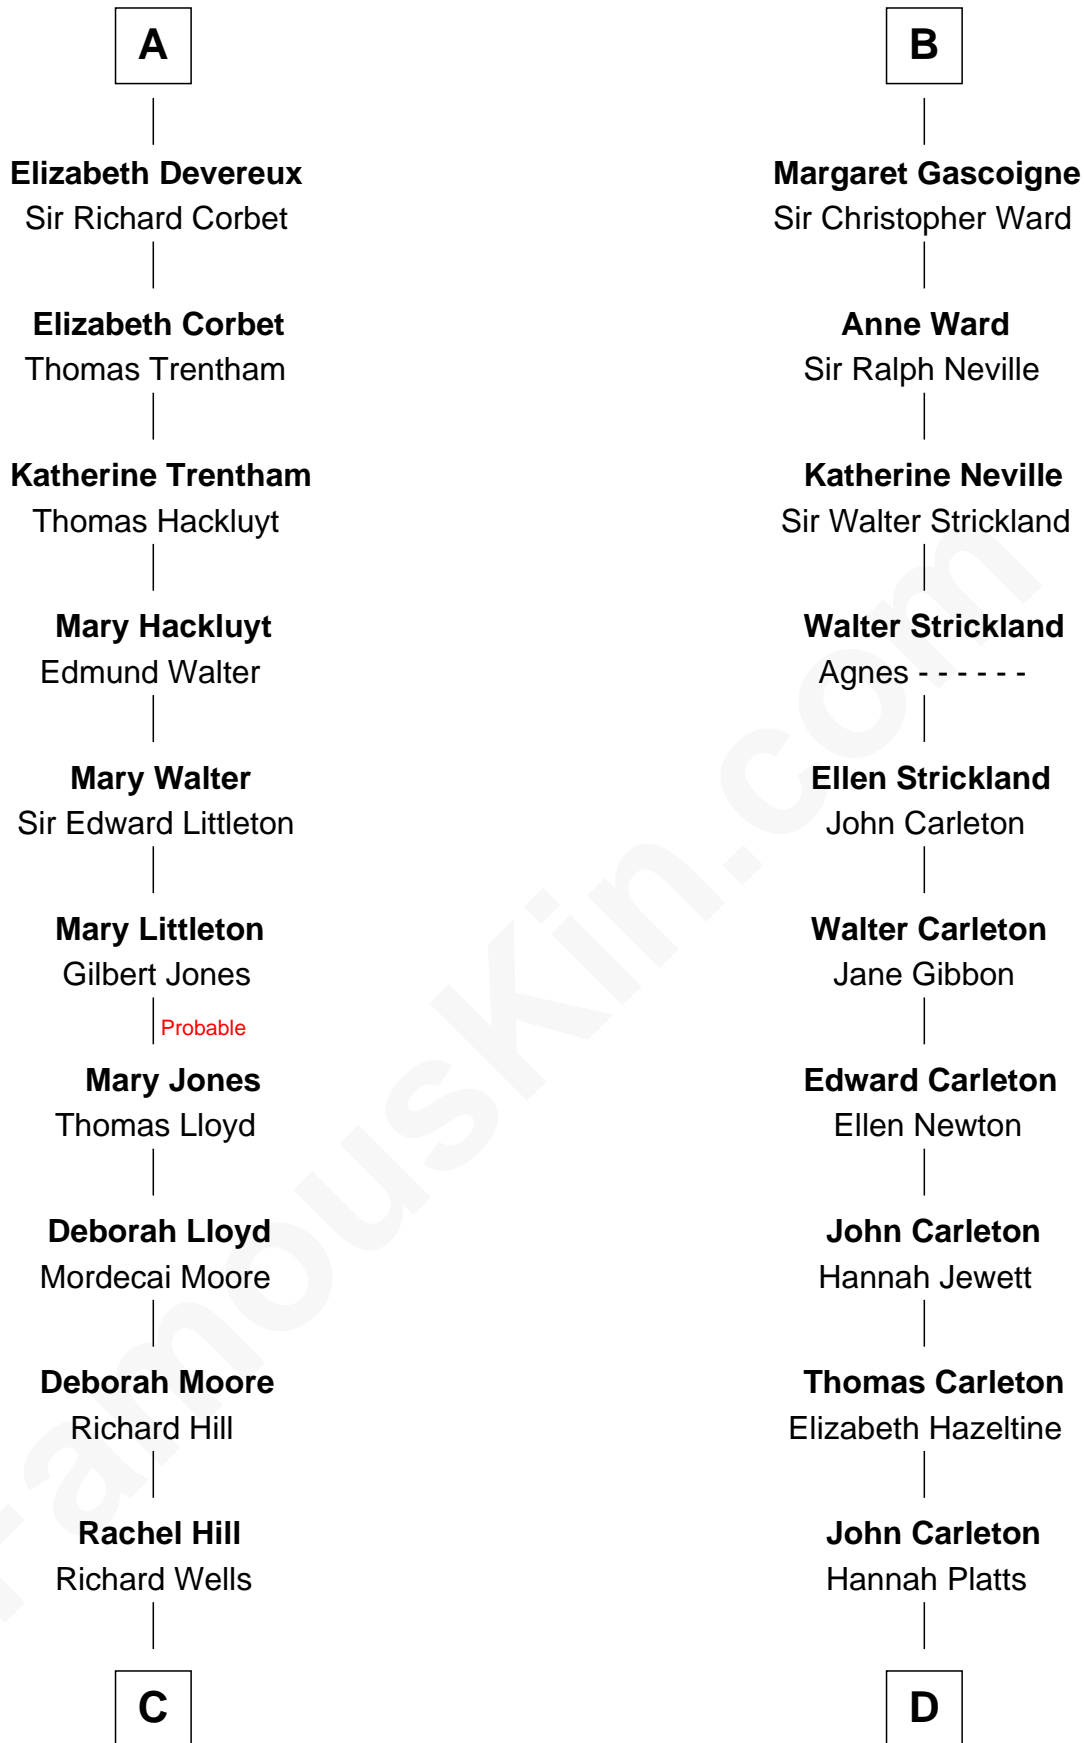 A
Elizabeth Devereux
Sir Richard Corbet
Elizabeth Corbet
Thomas Trentham
Katherine Trentham
Thomas Hackluyt
Mary Hackluyt
Edmund Walter
Mary Walter
Sir Edward Littleton
Mary Littleton
Gilbert Jones
Probable
Mary Jones
Thomas Lloyd
Deborah Lloyd
Mordecai Moore
Deborah Moore
Richard Hill
Rachel Hill
Richard Wells
C
B
Margaret Gascoigne
Sir Christopher Ward
Anne Ward
Sir Ralph Neville
Katherine Neville
Sir Walter Strickland
Walter Strickland
Agnes - - - - - -
Ellen Strickland
John Carleton
Walter Carleton
Jane Gibbon
Edward Carleton
Ellen Newton
John Carleton
Hannah Jewett
Thomas Carleton
Elizabeth Hazeltine
John Carleton
Hannah Platts
D
FamousKin.com